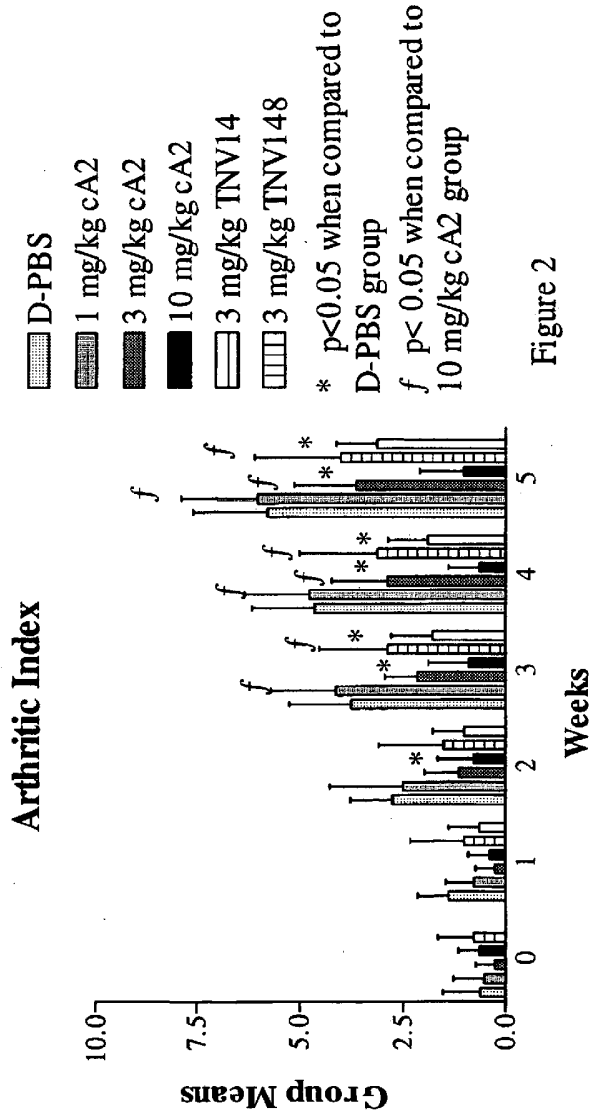 Arthritic Index
Group Means
10.0
7.5
5.0
2.5
0.0
0 1 2 3 4 5
Weeks
* * * * * * *
f f f f f f f
D-PBS
1 mg/kg cA2
3 mg/kg cA2
10 mg/kg cA2
3 mg/kg TNV14
3 mg/kg TNV148
* p<0.05 when compared to
D-PBS group
f p< 0.05 when compared to
10 mg/kg cA2 group
Figure 2